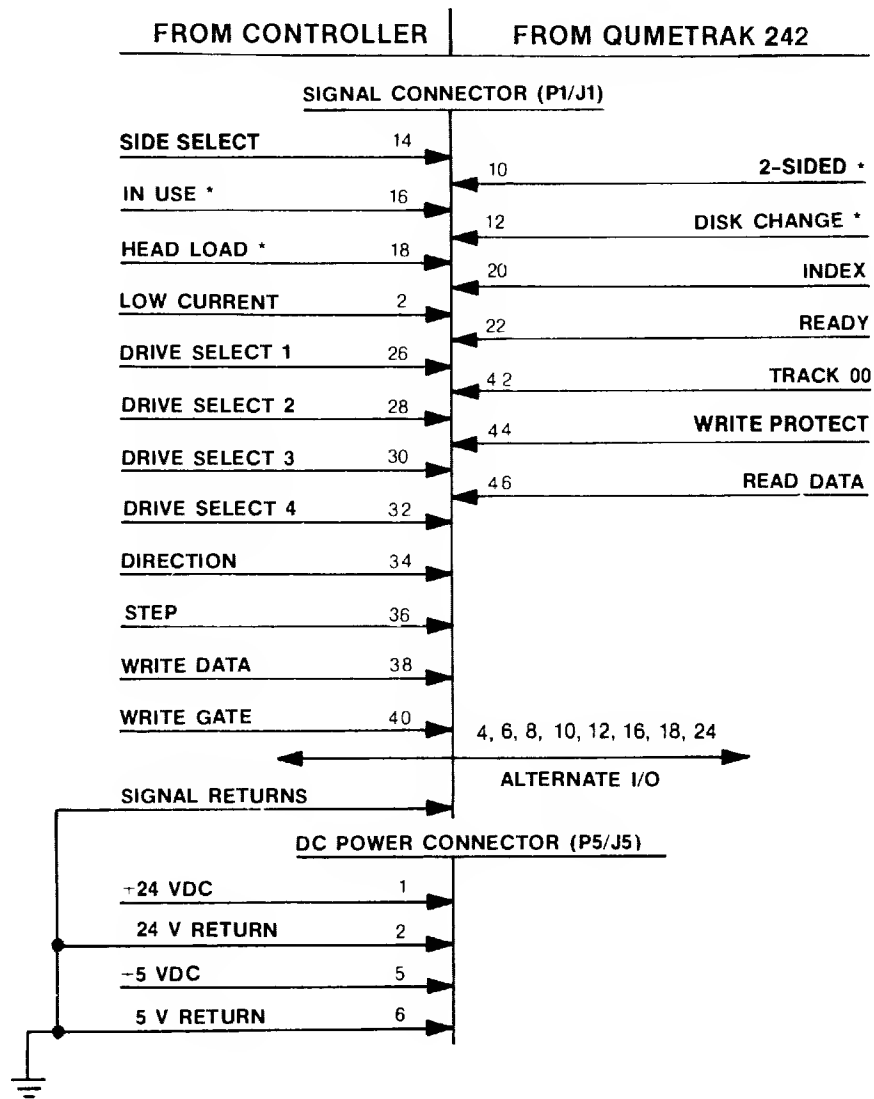 FROM CONTROLLER FROM QUMETRAK 242
SIGNAL CONNECTOR (P1/J1)
SIDE SELECT 14
10 2-SIDED *
IN USE * 16
12 DISK CHANGE *
HEAD LOAD * 18
20 INDEX
LOW CURRENT 2
22 READY
DRIVE SELECT 1 26
42 TRACK 00
DRIVE SELECT 2 28
44 WRITE PROTECT
DRIVE SELECT 3 30
46 READ DATA
DRIVE SELECT 4 32
DIRECTION 34
STEP 36
WRITE DATA 38
WRITE GATE 40
4, 6, 8, 10, 12, 16, 18, 24
ALTERNATE I/O
SIGNAL RETURNS
DC POWER CONNECTOR (P5/J5)
+24 VDC 1
24 V RETURN 2
+5 VDC 5
5 V RETURN 6